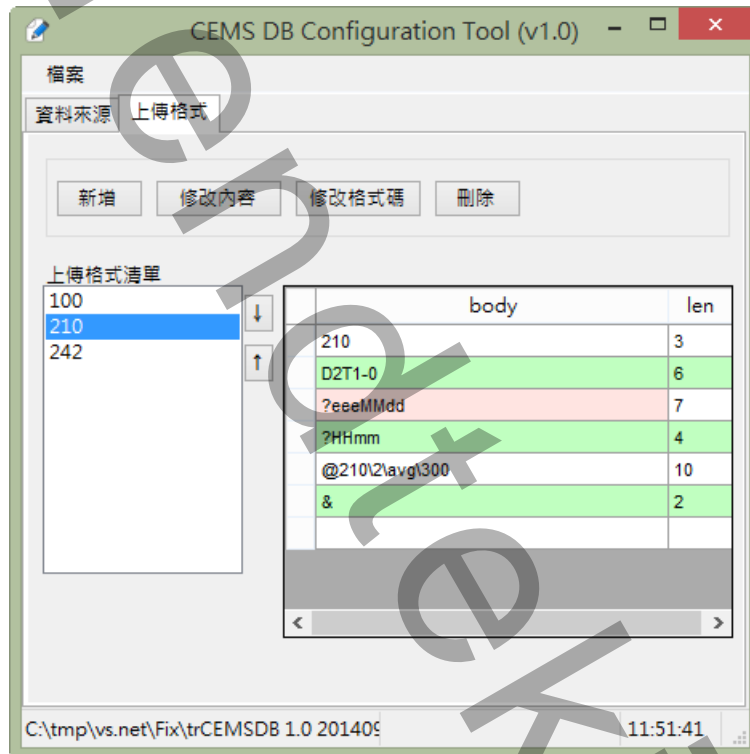 CEMS DB Configuration Tool (v1.0)
檔案
資料來源 上傳格式
新增 修改內容 修改格式碼 刪除
上傳格式清單
100
210
242
↓
↑
body len
210 3
D2T1-0 6
?eeeMMdd 7
?HHmm 4
@210\2\avg\300 10
& 2
C:\tmp\vs.net\Fix\trCEMSDB 1.0 201409
11:51:41